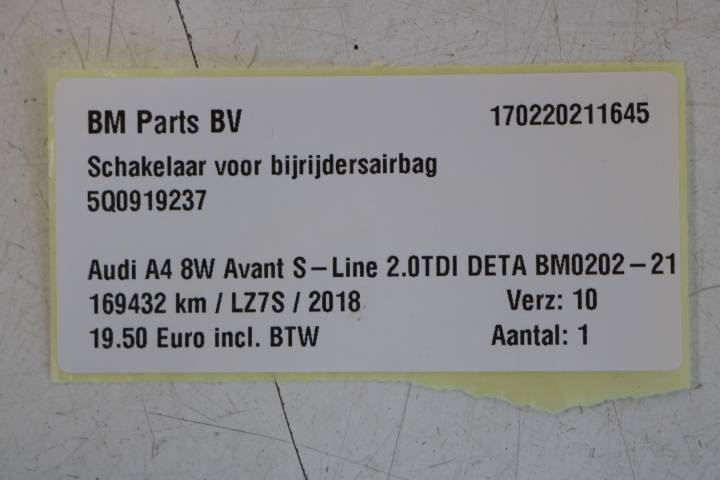 BM Parts BV 170220211645
Schakelaar voor bijrijdersairbag
5Q0919237
Audi A4 8W Avant S-Line 2.0TDI DETA BM0202-21
169432 km / LZ7S / 2018 Verz: 10
19.50 Euro incl. BTW Aantal: 1